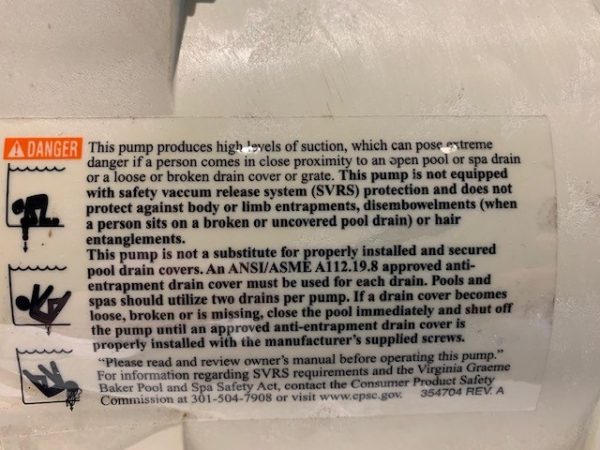 DANGER This pump produces high levels of suction, which can pose extreme
danger if a person comes in close proximity to an open pool or spa drain
or a loose or broken drain cover or grate. This pump is not equipped
with safety vaccum release system (SVRS) protection and does not
protect against body or limb entrapments, disembowelments (when
a person sits on a broken or uncovered pool drain) or hair
entanglements.
This pump is not a substitute for properly installed and secured
pool drain covers. An ANSI/ASME A112.19.8 approved anti-
entrapment drain cover must be used for each drain. Pools and
spas should utilize two drains per pump. If a drain cover becomes
loose, broken or is missing, close the pool immediately and shut off
the pump until an approved anti-entrapment drain cover is
properly installed with the manufacturer's supplied screws.
"Please read and review owner's manual before operating this pump."
For information regarding SVRS requirements and the Virginia Graeme
Baker Pool and Spa Safety Act, contact the Consumer Product Safety
Commission at 301-504-7908 or visit www.cpsc.gov. 354704 REV. A